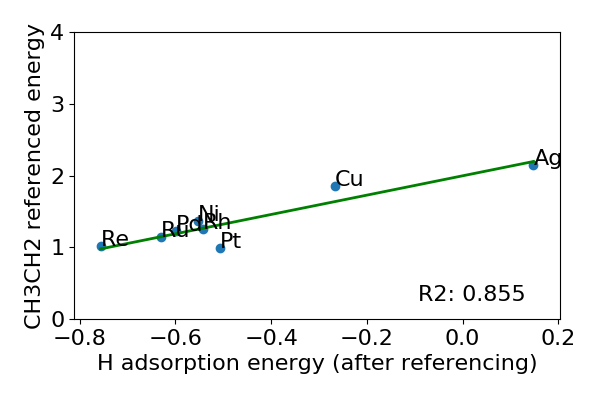 4
3
2
1
0
CH3CH2 referenced energy
Re
Ru
Pd
Ni
Rh
Pt
Cu
Ag
R2: 0.855
−0.8
−0.6
−0.4
−0.2
0.0
0.2
H adsorption energy (after referencing)